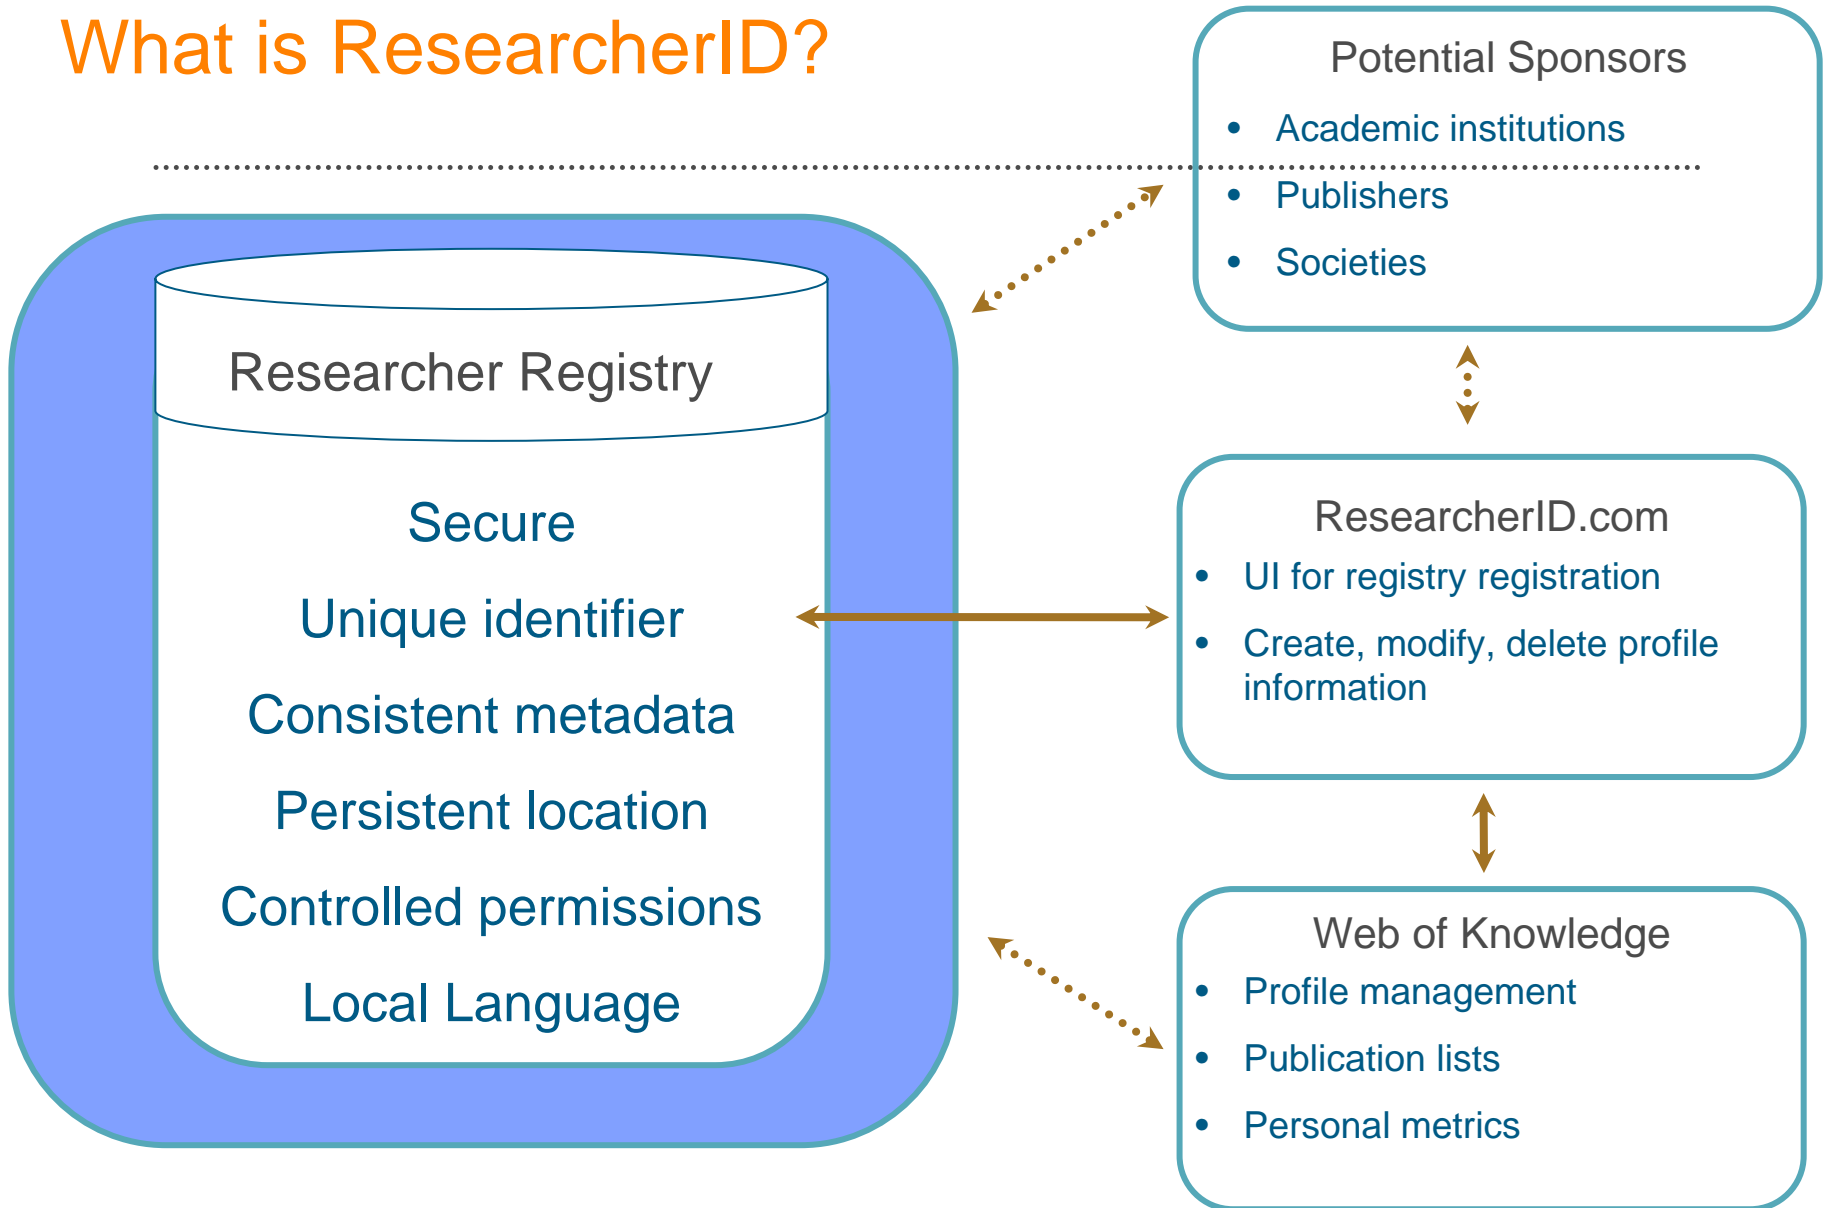 What is ResearcherID?
Researcher Registry
Secure
Unique identifier
Consistent metadata
Persistent location
Controlled permissions
Local Language
Potential Sponsors
• Academic institutions
• Publishers
• Societies
ResearcherID.com
• UI for registry registration
• Create, modify, delete profile
information
Web of Knowledge
• Profile management
• Publication lists
• Personal metrics